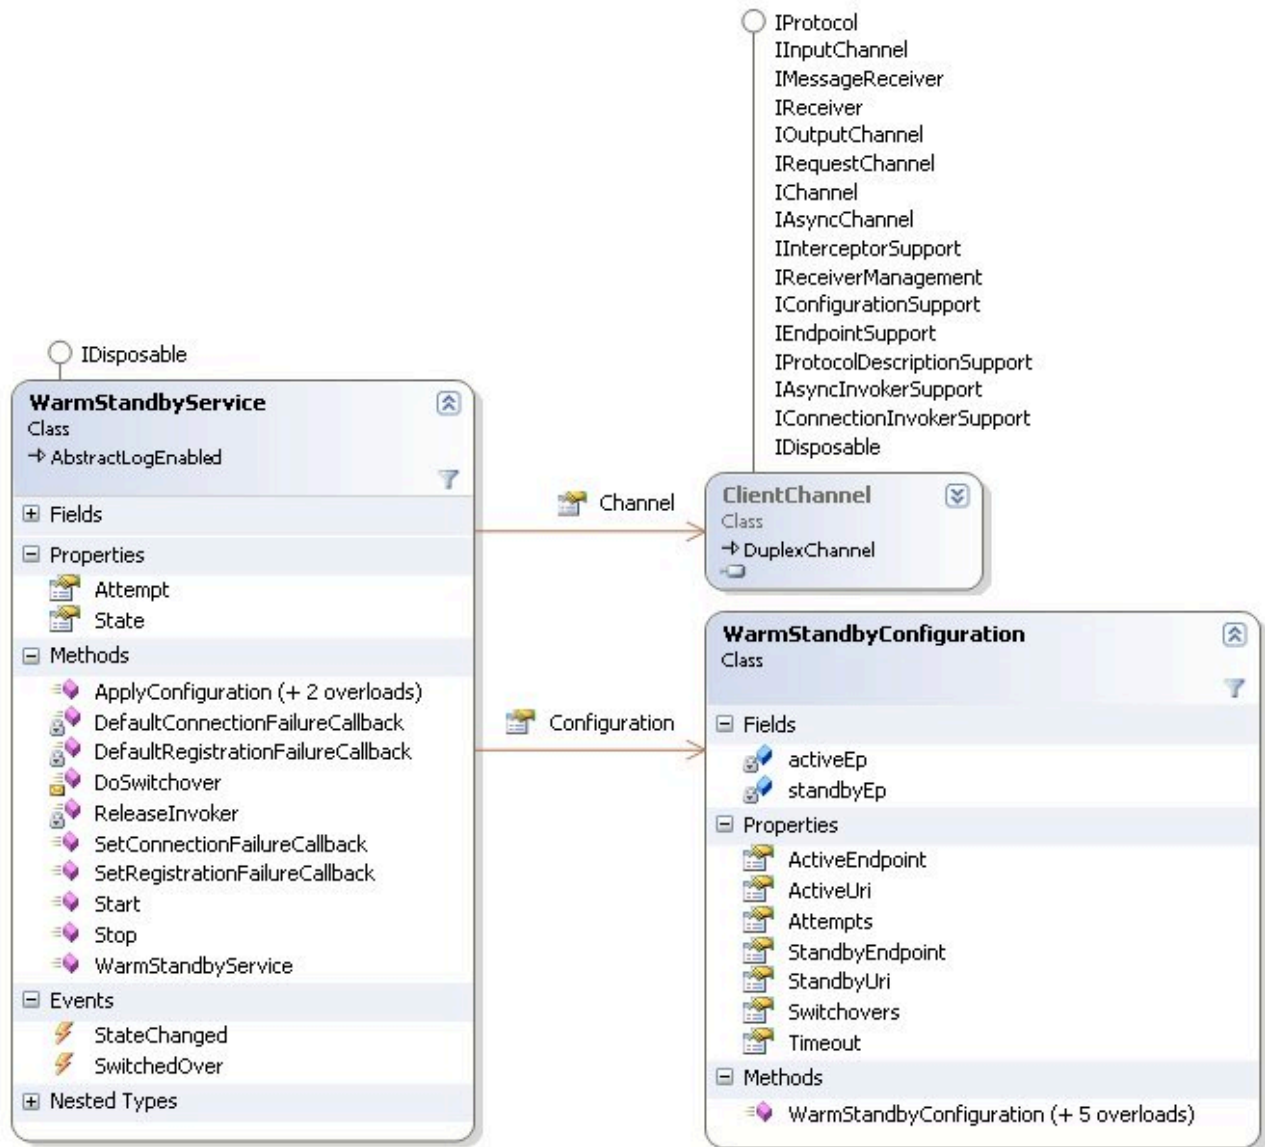 IProtocol
IInputChannel
IMessageReceiver
IReceiver
IOutputChannel
IRequestChannel
IChannel
IAsyncChannel
IInterceptorSupport
IReceiverManagement
IConfigurationSupport
IEndpointSupport
IProtocolDescriptionSupport
IAsyncInvokerSupport
IConnectionInvokerSupport
IDisposable
IDisposable
WarmStandbyService
Class
AbstractLogEnabled
Fields
Properties
Attempt
State
Methods
ApplyConfiguration (+ 2 overloads)
DefaultConnectionFailureCallback
DefaultRegistrationFailureCallback
DoSwitchover
ReleaseInvoker
SetConnectionFailureCallback
SetRegistrationFailureCallback
Start
Stop
WarmStandbyService
Events
StateChanged
SwitchedOver
Nested Types
Channel
ClientChannel
Class
DuplexChannel
Configuration
WarmStandbyConfiguration
Class
Fields
activeEp
standbyEp
Properties
ActiveEndpoint
ActiveUri
Attempts
StandbyEndpoint
StandbyUri
Switchovers
Timeout
Methods
WarmStandbyConfiguration (+ 5 overloads)